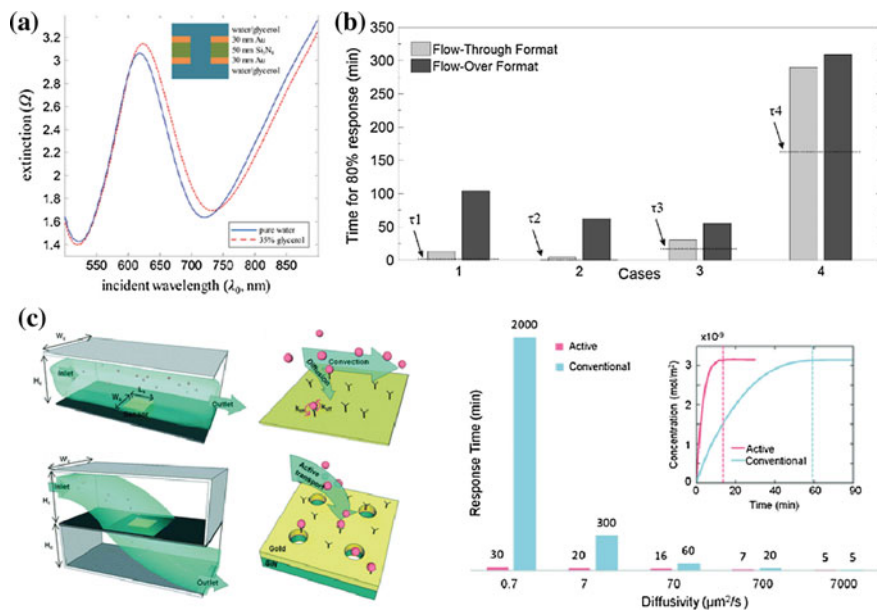 (a)
water/glycerol
30 nm Au
50 nm Si3N4
30 nm Au
water/glycerol
extinction (Ω)
3.2
3
2.8
2.6
2.4
2.2
2
1.8
1.6
1.4
pure water
35% glycerol
550 600 650 700 750 800 850
incident wavelength (λ0, nm)
(b)
Flow-Through Format
Flow-Over Format
Time for 80% response (min)
350
300
250
200
150
100
50
0
τ1
τ2
τ3
τ4
1 2 3 4
Cases
(c)
Inlet
Outlet
Convection
Diffusion
kon
koff
Inlet
Outlet
Active transport
Gold
SiN
Response Time (min)
Active
Conventional
2000
30
300
20
60
16
20
7
5 5
0.7 7 70 700 7000
Diffusivity (μm²/s)
x10-9
Concentration (mol/m²)
3
2
1
0
Active
Conventional
0 20 40 60 80
Time (min)